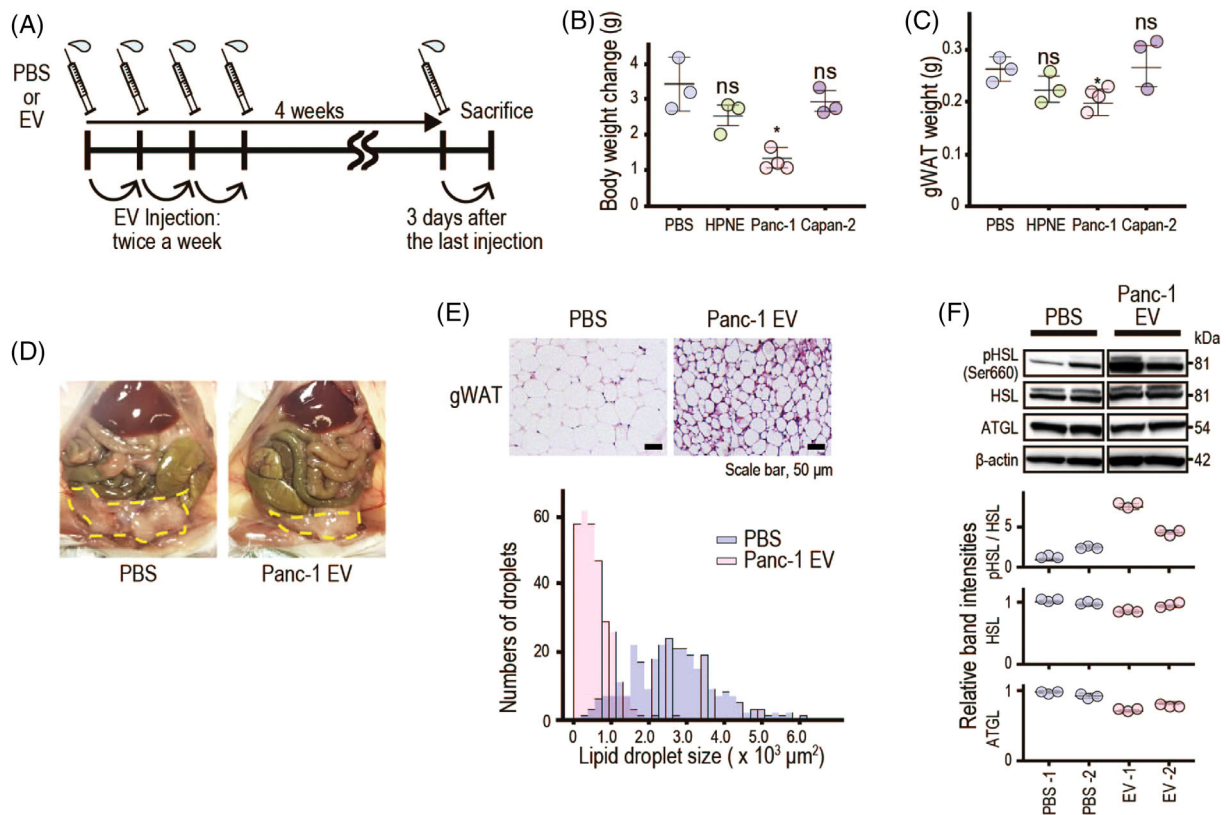 (A)
PBS
or
EV
4 weeks
Sacrifice
EV Injection:
twice a week
3 days after
the last injection
(B)
Body weight change (g)
4
3
2
1
0
ns
*
ns
PBS
HPNE
Panc-1
Capan-2
(C)
gWAT weight (g)
0.3
0.2
0.1
0
ns
*
ns
PBS
HPNE
Panc-1
Capan-2
(D)
PBS
Panc-1 EV
(E)
PBS
Panc-1 EV
gWAT
Scale bar, 50 μm
Numbers of droplets
60
40
20
0
PBS
Panc-1 EV
0
1.0
2.0
3.0
4.0
5.0
6.0
Lipid droplet size ( x 10³ μm²)
(F)
PBS
Panc-1
EV
kDa
pHSL
(Ser660)
81
HSL
81
ATGL
54
β-actin
42
Relative band intensities
pHSL / HSL
5
0
HSL
1
0
ATGL
1
0
PBS -1
PBS -2
EV -1
EV -2